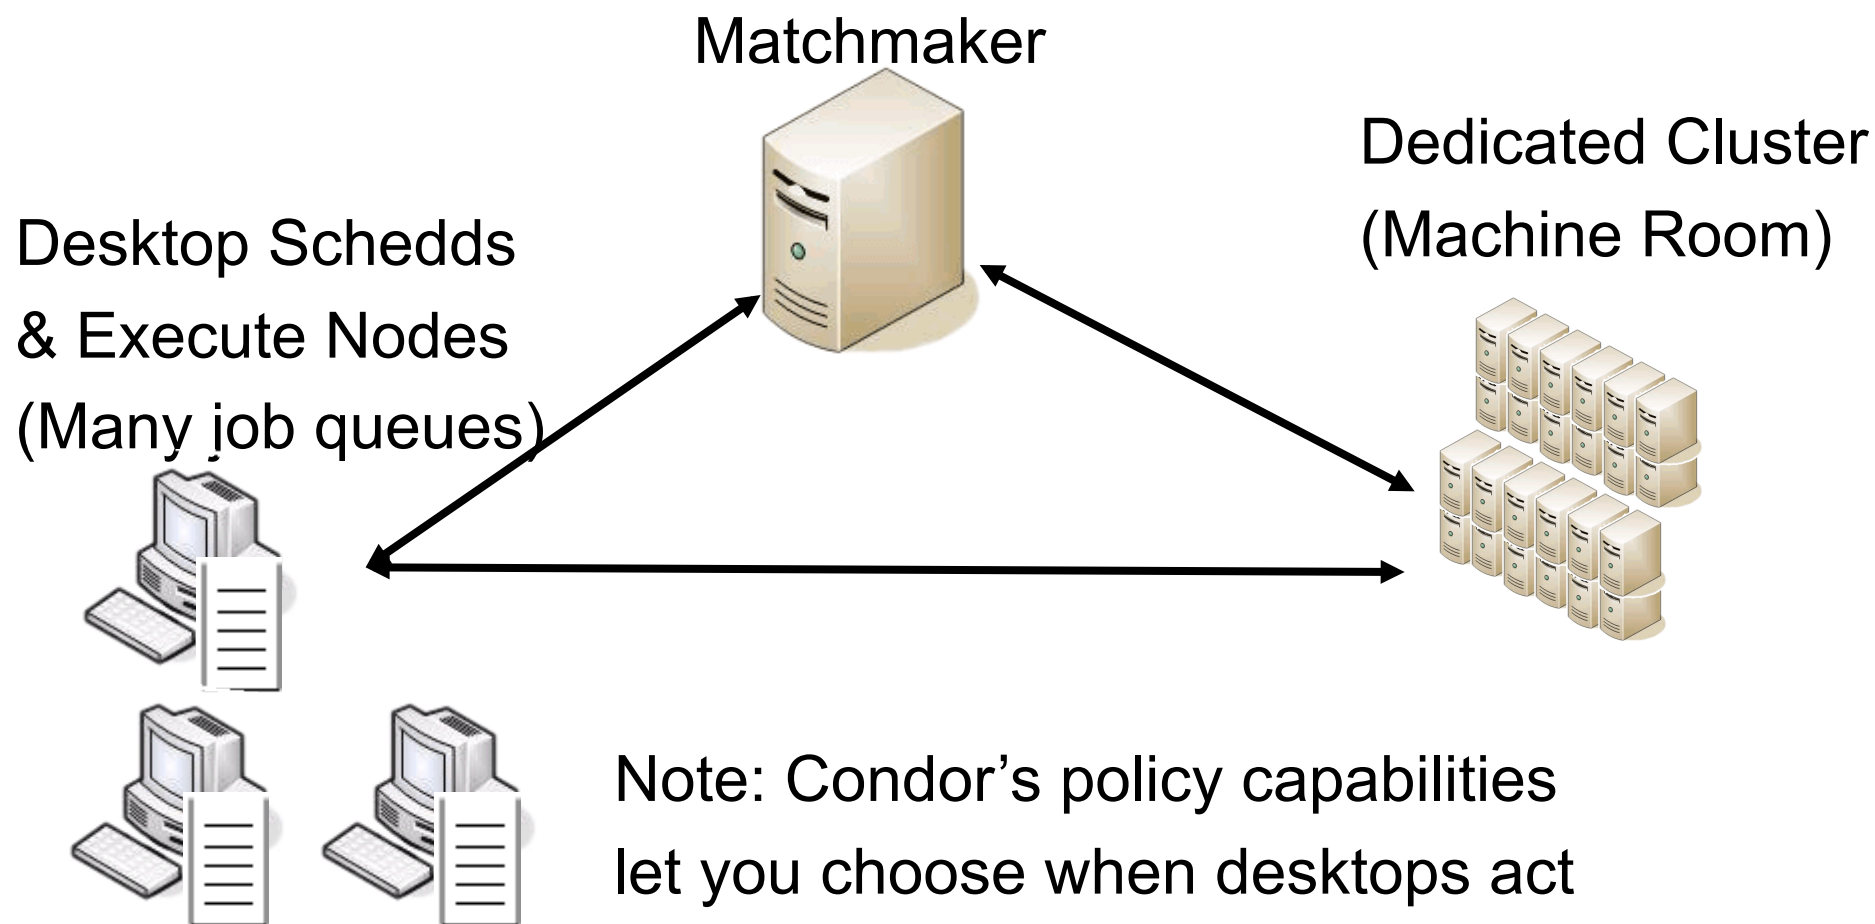 Matchmaker
Dedicated Cluster
(Machine Room)
Desktop Schedds
& Execute Nodes
(Many job queues)
Note: Condor’s policy capabilities
let you choose when desktops act